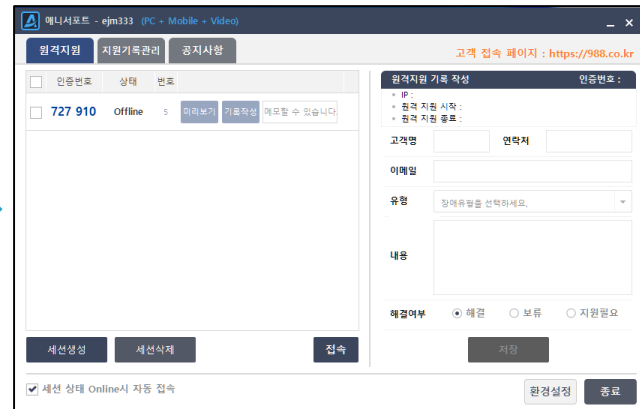 애니서포트 - ejm333 (PC + Mobile + Video)
원격지원 지원기록관리 공지사항
고객 접속 페이지 : https://988.co.kr
인증번호 상태 번호
727 910 Offline 5 미리보기 기록작성 메모할 수 있습니다.
세션생성 세션삭제 접속
원격지원 기록 작성 인증번호 :
IP :
원격 지원 시작 :
원격 지원 종료 :
고객명 연락처
이메일
유형 장애유형을 선택하세요.
내용
해결여부 해결 보류 지원필요
저장
세션 상태 Online시 자동 접속
환경설정 종료